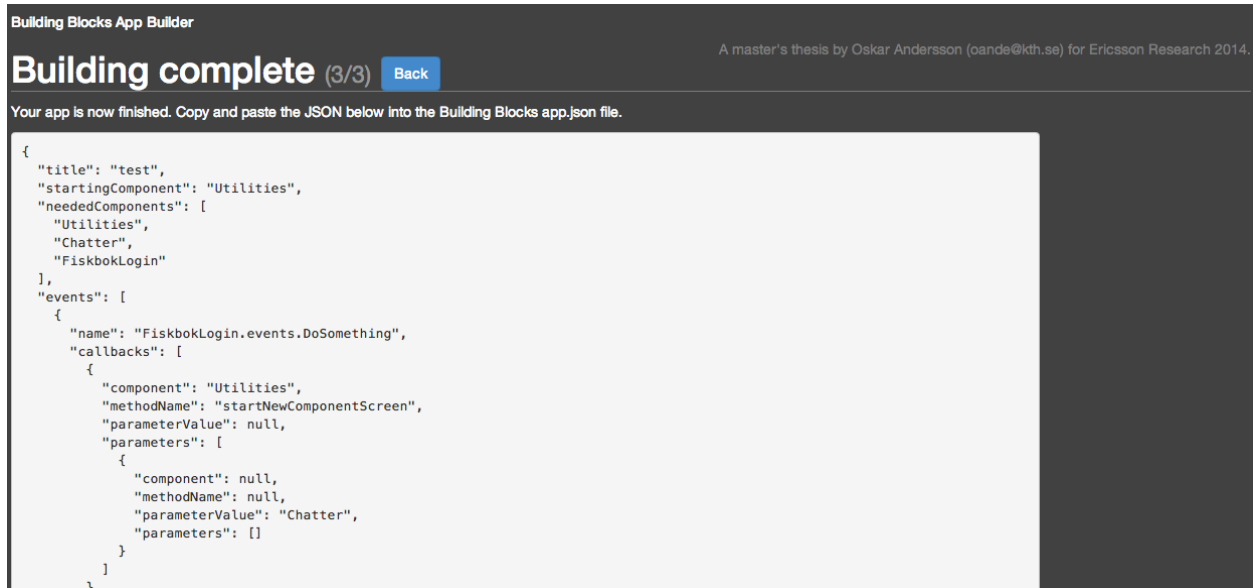 Building Blocks App Builder
A master's thesis by Oskar Andersson (oande@kth.se) for Ericsson Research 2014.
Building complete (3/3) Back
Your app is now finished. Copy and paste the JSON below into the Building Blocks app.json file.
{
  "title": "test",
  "startingComponent": "Utilities",
  "neededComponents": [
    "Utilities",
    "Chatter",
    "FiskbokLogin"
  ],
  "events": [
    {
      "name": "FiskbokLogin.events.DoSomething",
      "callbacks": [
        {
          "component": "Utilities",
          "methodName": "startNewComponentScreen",
          "parameterValue": null,
          "parameters": [
            {
              "component": null,
              "methodName": null,
              "parameterValue": "Chatter",
              "parameters": []
            }
          ]
        }